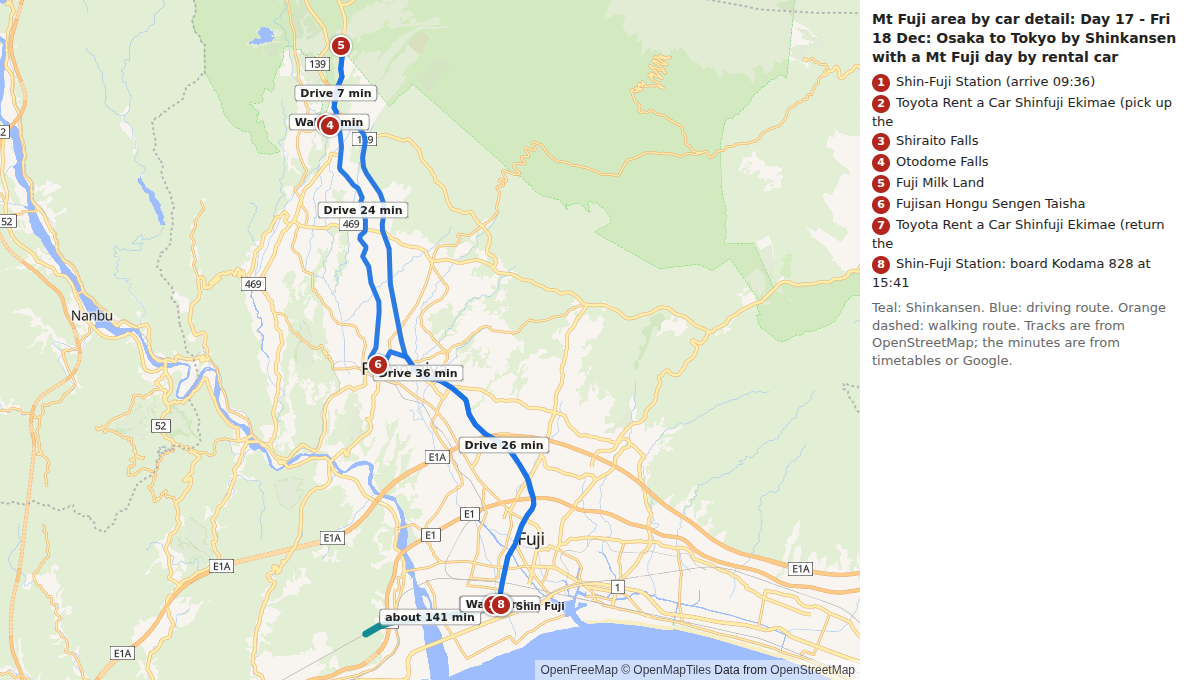 Mt Fuji area by car detail: Day 17 - Fri
18 Dec: Osaka to Tokyo by Shinkansen
with a Mt Fuji day by rental car
1 Shin-Fuji Station (arrive 09:36)
2 Toyota Rent a Car Shinfuji Ekimae (pick up
the
3 Shiraito Falls
4 Otodome Falls
5 Fuji Milk Land
6 Fujisan Hongu Sengen Taisha
7 Toyota Rent a Car Shinfuji Ekimae (return
the
8 Shin-Fuji Station: board Kodama 828 at
15:41
Teal: Shinkansen. Blue: driving route. Orange
dashed: walking route. Tracks are from
OpenStreetMap; the minutes are from
timetables or Google.
5
139
Drive 7 min
4
min
139
52
Drive 24 min
469
469
Nanbu
6
Drive 36 min
52
Drive 26 min
E1A
E1
E1
E1A
Fuji
E1A
E1A
1
8
Shin Fuji
about 141 min
E1A
OpenFreeMap © OpenMapTiles Data from OpenStreetMap